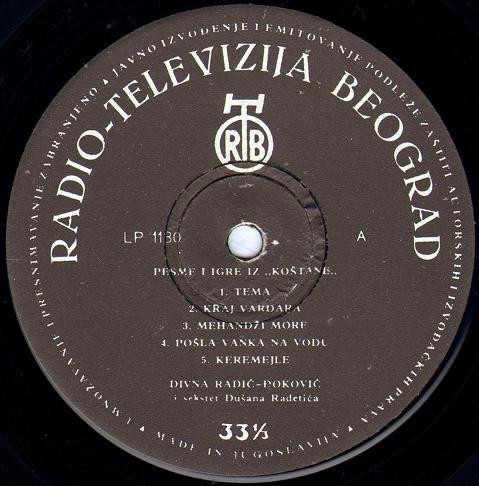 JAVNO IZVOĐENJE I EMITOVANJE PODLEŽE ZAŠTITI AUTORSKIH I IZVOĐAČKIH PRAVA ▲ MADE IN JUGOSLAVIJA ▲ UMNOŽAVANJE I PRESNIMAVANJE ZABRANJENO ▲
RADIO-TELEVIZIJA BEOGRAD
RTB
LP 1130 A
PESME I IGRE IZ „KOŠTANE„
1. TEMA
2. KRAJ VARDARA
3. MEHANDŽI MORE
4. POŠLA VAŇKA NA VODU
5. KEREMEJLE
DIVNA RADIĆ-ĐOKOVIĆ
i sekstet Dušana Radetića
33⅓